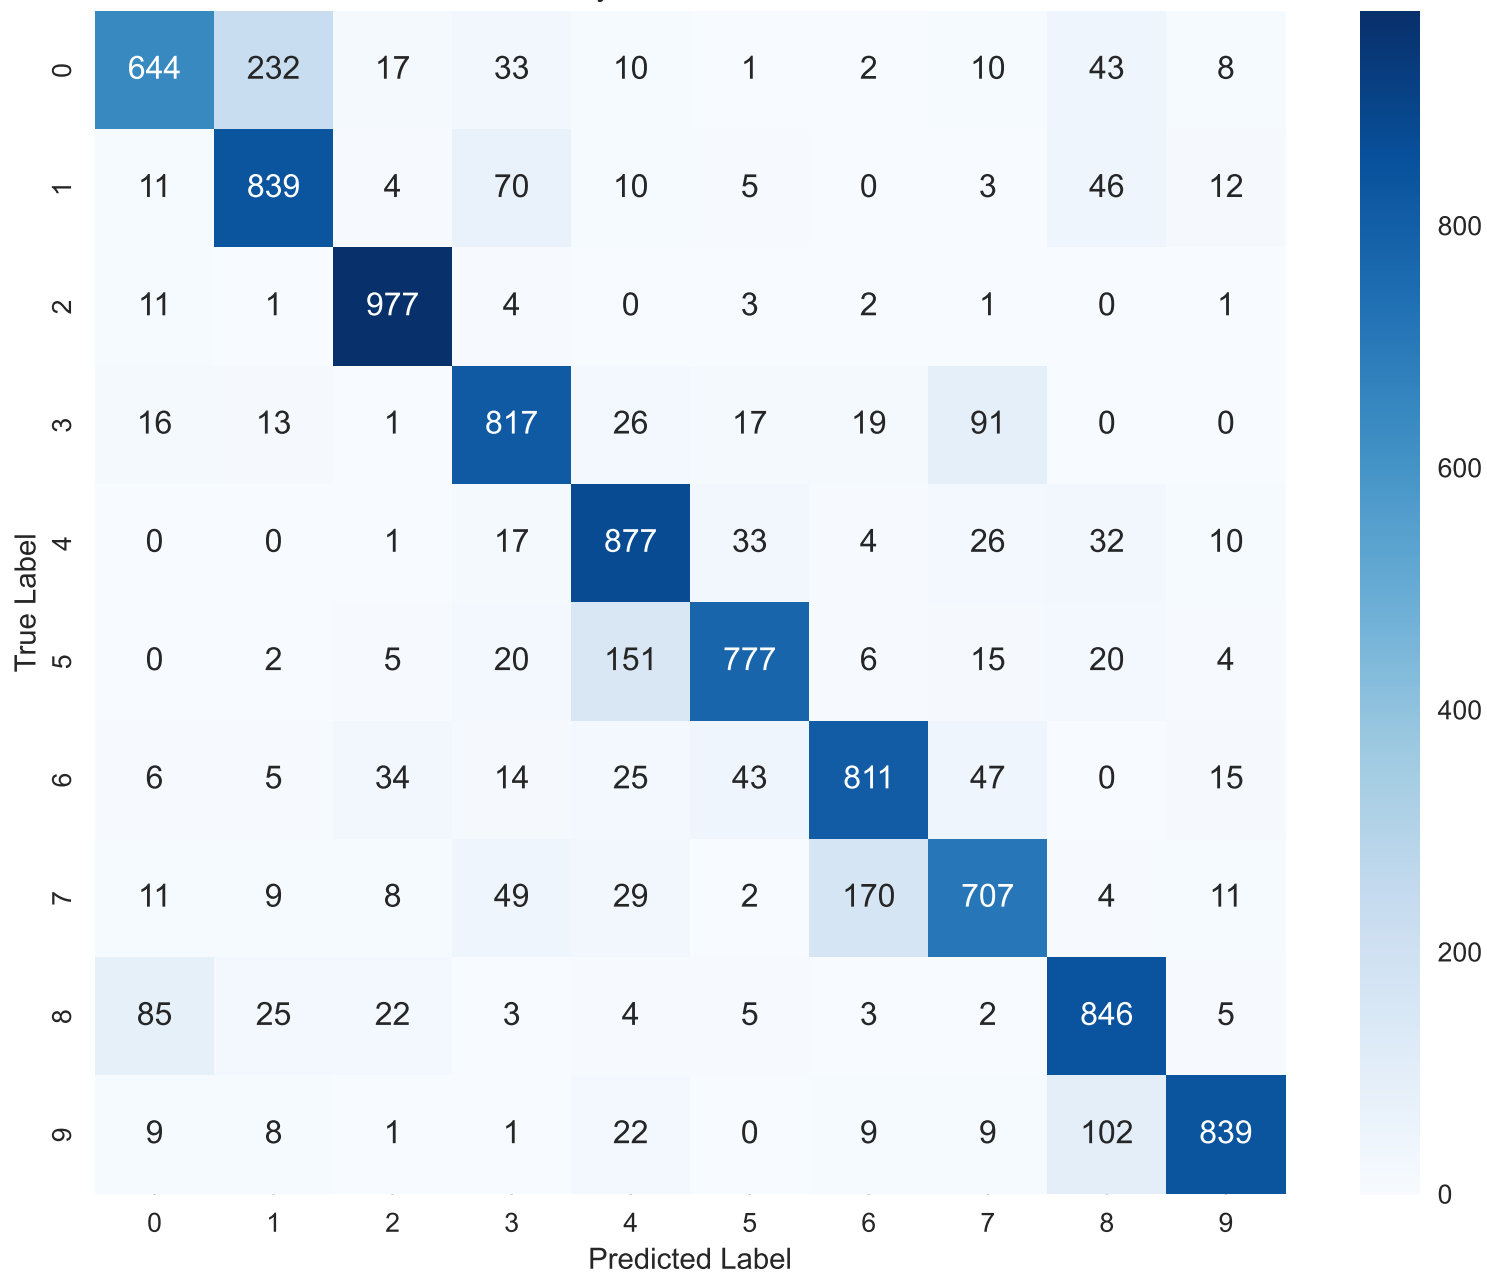 0 644 232 17 33 10 1 2 10 43 8
1 11 839 4 70 10 5 0 3 46 12
2 11 1 977 4 0 3 2 1 0 1
3 16 13 1 817 26 17 19 91 0 0
4 0 0 1 17 877 33 4 26 32 10
5 0 2 5 20 151 777 6 15 20 4
6 6 5 34 14 25 43 811 47 0 15
7 11 9 8 49 29 2 170 707 4 11
8 85 25 22 3 4 5 3 2 846 5
9 9 8 1 1 22 0 9 9 102 839
0 1 2 3 4 5 6 7 8 9
Predicted Label
True Label
800
600
400
200
0